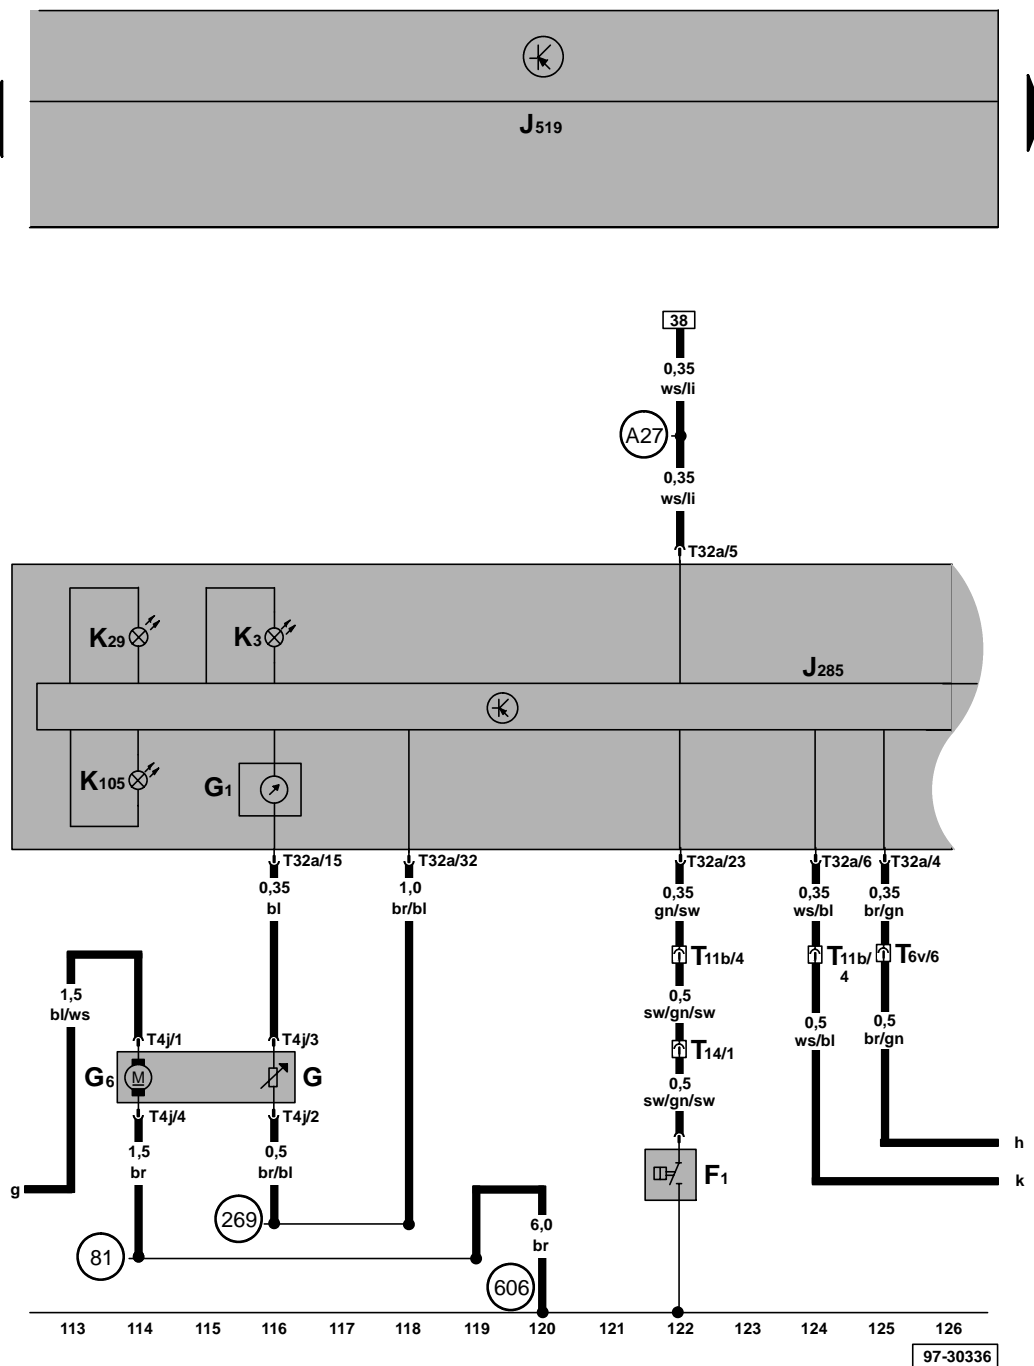 J519
38
0,35
ws/li
A27
0,35
ws/li
T32a/5
K29
K3
J285
K105
G1
T32a/15
T32a/32
T32a/23
T32a/6
T32a/4
0,35
bl
1,0
br/bl
0,35
gn/sw
0,35
ws/bl
0,35
br/gn
T11b/4
T11b/
4
T6v/6
1,5
bl/ws
0,5
sw/gn/sw
0,5
ws/bl
0,5
br/gn
T4j/1
T4j/3
T14/1
G6
M
G
0,5
sw/gn/sw
T4j/4
T4j/2
1,5
br
0,5
br/bl
F1
h
g
k
269
6,0
br
81
606
113 114 115 116 117 118 119 120 121 122 123 124 125 126
97-30336